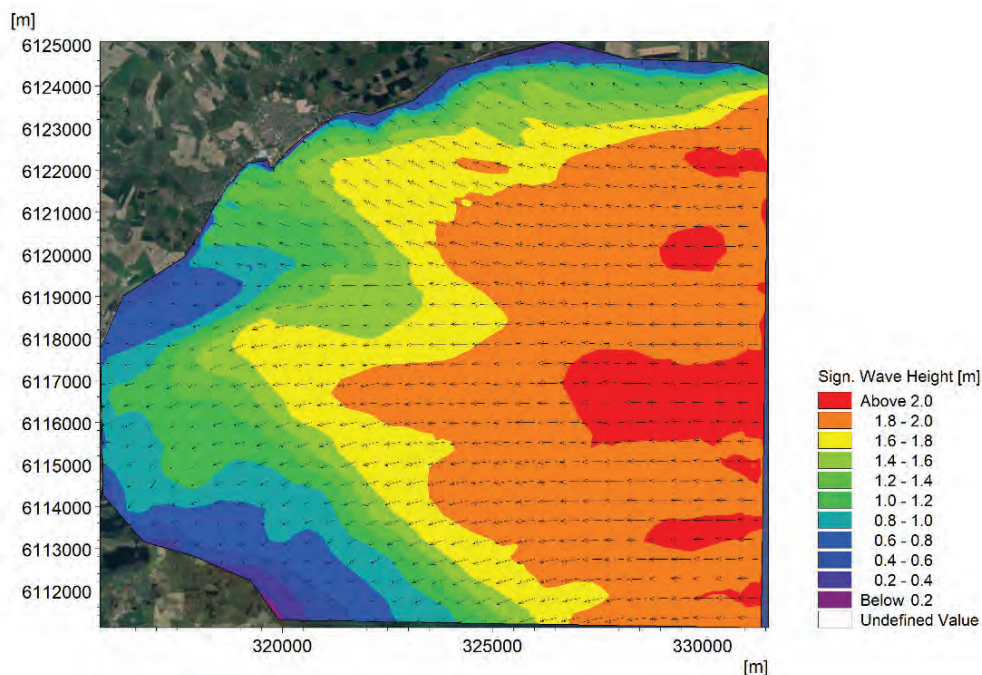 [m]
6125000
6124000
6123000
6122000
6121000
6120000
6119000
6118000
6117000
6116000
6115000
6114000
6113000
6112000
320000
325000
330000
[m]
Sign. Wave Height [m]
Above 2.0
1.8 - 2.0
1.6 - 1.8
1.4 - 1.6
1.2 - 1.4
1.0 - 1.2
0.8 - 1.0
0.6 - 0.8
0.4 - 0.6
0.2 - 0.4
Below 0.2
Undefined Value